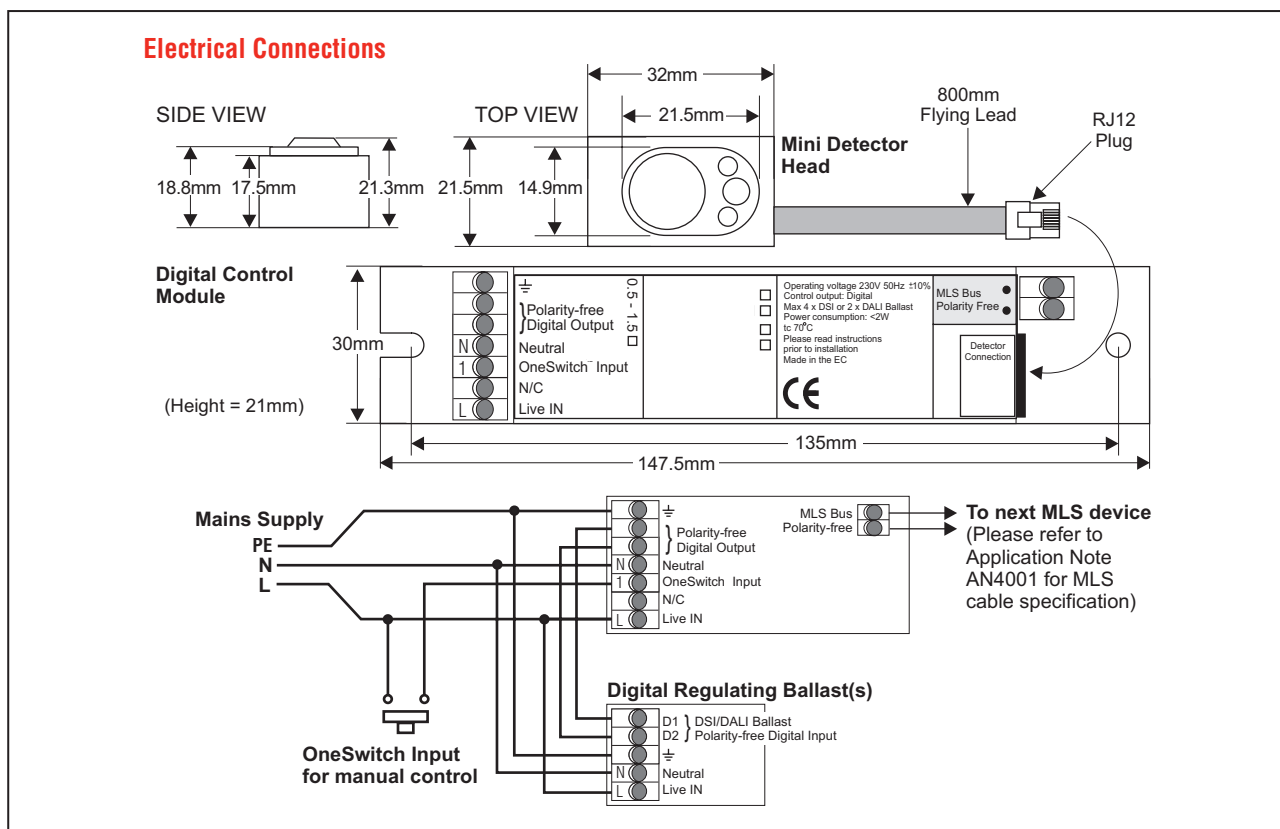 Electrical Connections
SIDE VIEW
18.8mm
17.5mm
21.3mm
TOP VIEW
32mm
21.5mm
21.5mm
14.9mm
Mini Detector
Head
800mm
Flying Lead
RJ12
Plug
Digital Control
Module
30mm
(Height = 21mm)
Polarity-free
Digital Output
N Neutral
1 OneSwitch™ Input
N/C
L Live IN
0.5 - 1.5
Operating voltage 230V 50Hz ±10%
Control output: Digital
Max 4 x DSI or 2 x DALI Ballast
Power consumption: <2W
tc 70°C
Please read instructions
prior to installation
Made in the EC
CE
MLS Bus
Polarity Free
Detector
Connection
135mm
147.5mm
Mains Supply
PE
N
L
Polarity-free
Digital Output
N Neutral
1 OneSwitch Input
N/C
L Live IN
MLS Bus
Polarity-free
To next MLS device
(Please refer to
Application Note
AN4001 for MLS
cable specification)
OneSwitch Input
for manual control
Digital Regulating Ballast(s)
D1 } DSI/DALI Ballast
D2 } Polarity-free Digital Input
N Neutral
L Live IN